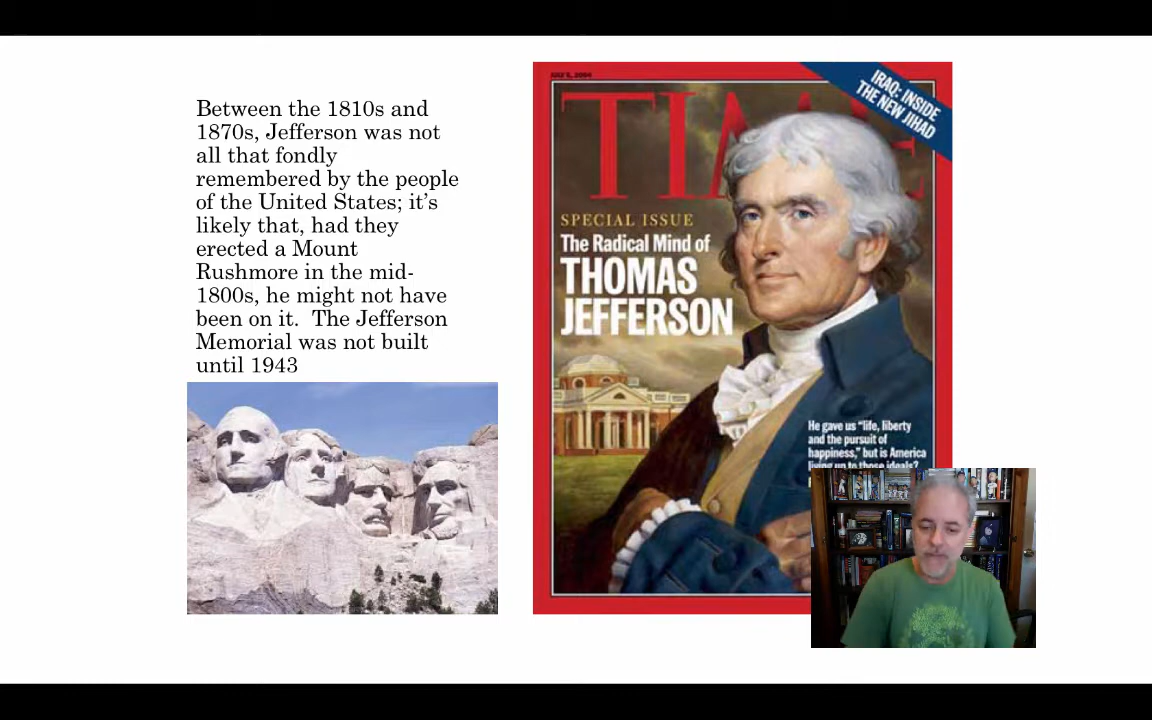 Between the 1810s and
1870s, Jefferson was not
all that fondly
remembered by the people
of the United States; it's
likely that, had they
erected a Mount
Rushmore in the mid-
1800s, he might not have
been on it.  The Jefferson
Memorial was not built
until 1943
JULY 5, 2004
IRAQ: INSIDE
THE NEW JIHAD
TIME
SPECIAL ISSUE
The Radical Mind of
THOMAS
JEFFERSON
He gave us “life, liberty
and the pursuit of
happiness,” but is America
living up to those ideals?